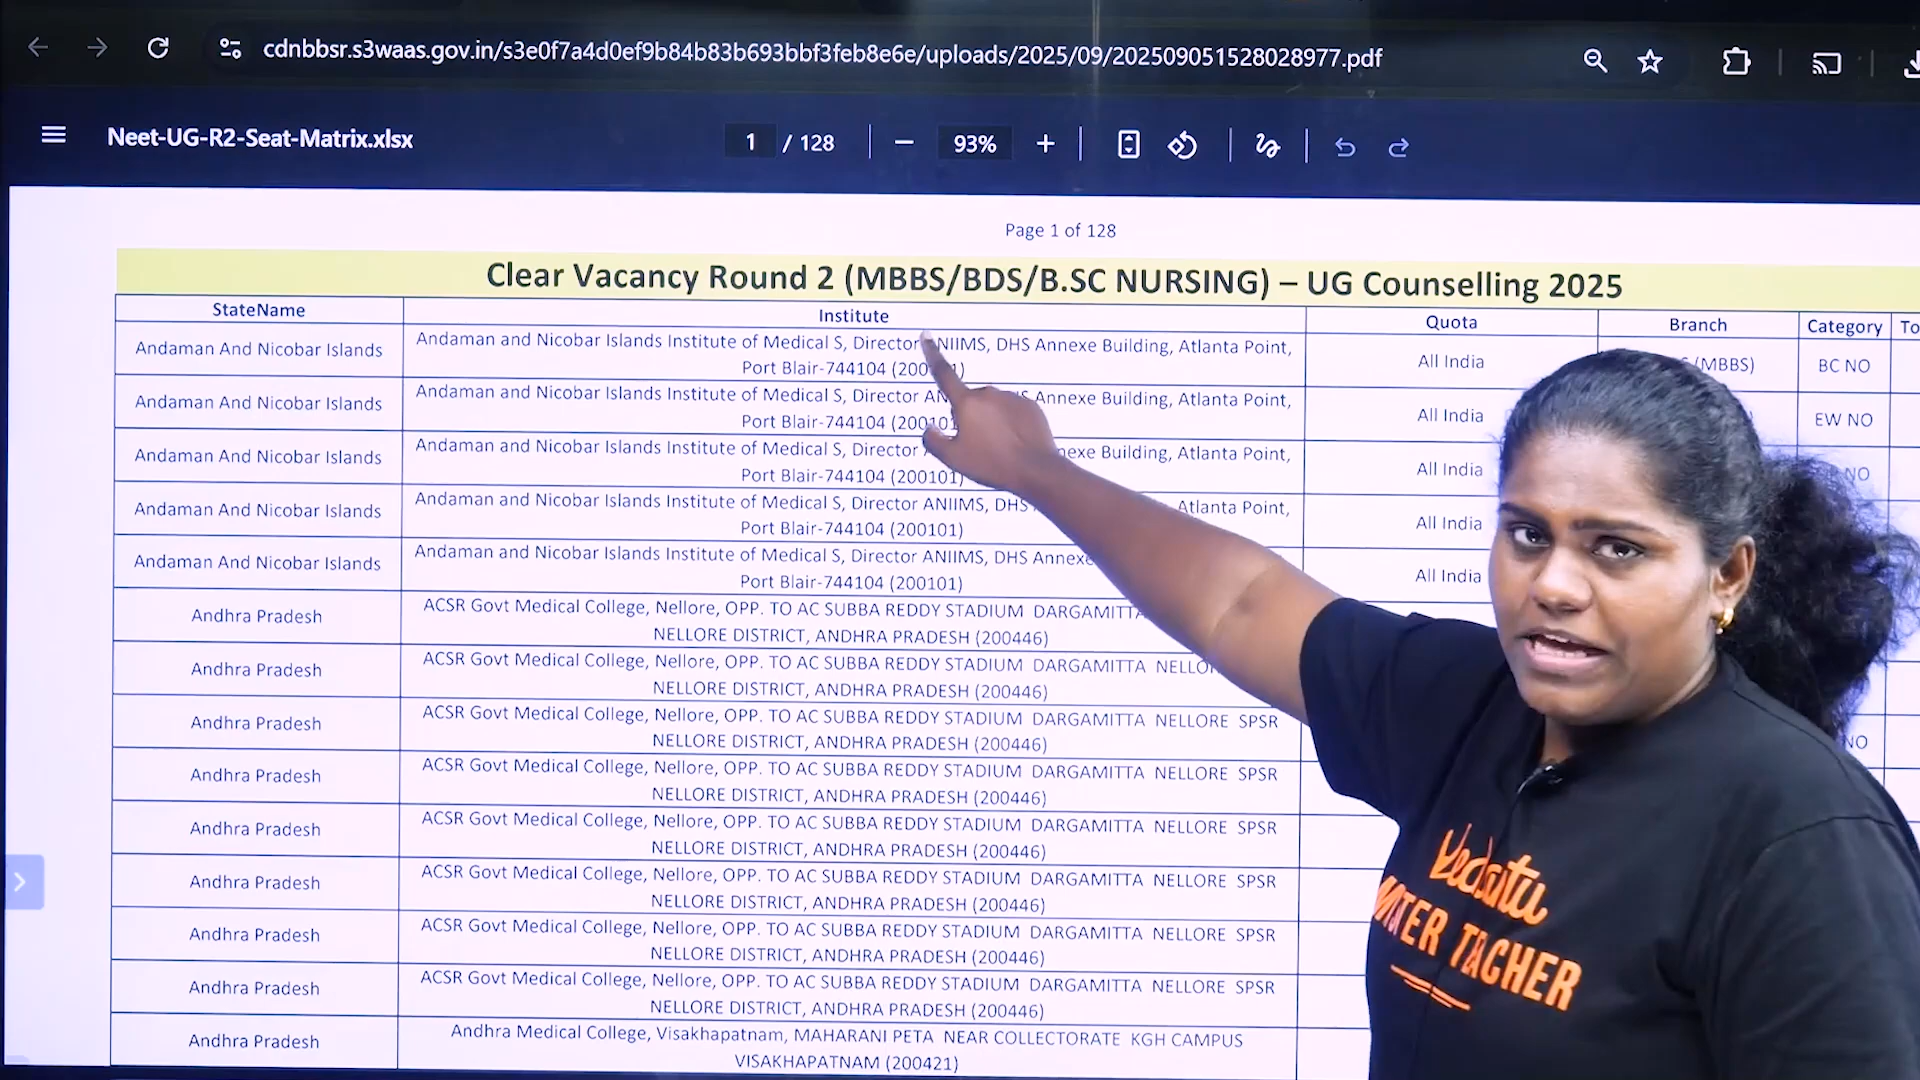 cdnbbsr.s3waas.gov.in/s3e0f7a4d0ef9b84b83b693bbf3feb8e6e/uploads/2025/09/202509051528028977.pdf
Neet-UG-R2-Seat-Matrix.xlsx 1 / 128 93%
Page 1 of 128
Clear Vacancy Round 2 (MBBS/BDS/B.SC NURSING) – UG Counselling 2025
StateName Institute Quota Branch Category
Andaman And Nicobar Islands Andaman and Nicobar Islands Institute of Medical S, Director ANIIMS, DHS Annexe Building, Atlanta Point, All India (MBBS) BC NO
Port Blair-744104
Andaman And Nicobar Islands Andaman and Nicobar Islands Institute of Medical S, Director Annexe Building, Atlanta Point, All India EW NO
Port Blair-744104
Andaman And Nicobar Islands Andaman and Nicobar Islands Institute of Medical S, Director Building, Atlanta Point, All India NO
Port Blair-744104 (200101)
Andaman And Nicobar Islands Andaman and Nicobar Islands Institute of Medical S, Director ANIIMS, DHS Atlanta Point, All India
Port Blair-744104 (200101)
Andaman And Nicobar Islands Andaman and Nicobar Islands Institute of Medical S, Director ANIIMS, DHS All India
Port Blair-744104 (200101)
Andhra Pradesh ACSR Govt Medical College, Nellore, OPP. TO AC SUBBA REDDY STADIUM
NELLORE DISTRICT, ANDHRA PRADESH (200446)
Andhra Pradesh ACSR Govt Medical College, Nellore, OPP. TO AC SUBBA REDDY STADIUM DARGAMITTA
NELLORE DISTRICT, ANDHRA PRADESH (200446)
Andhra Pradesh ACSR Govt Medical College, Nellore, OPP. TO AC SUBBA REDDY STADIUM DARGAMITTA NELLORE SPSR
NELLORE DISTRICT, ANDHRA PRADESH (200446) NO
Andhra Pradesh ACSR Govt Medical College, Nellore, OPP. TO AC SUBBA REDDY STADIUM DARGAMITTA NELLORE SPSR
NELLORE DISTRICT, ANDHRA PRADESH (200446)
Andhra Pradesh ACSR Govt Medical College, Nellore, OPP. TO AC SUBBA REDDY STADIUM DARGAMITTA NELLORE SPSR
NELLORE DISTRICT, ANDHRA PRADESH (200446)
Andhra Pradesh ACSR Govt Medical College, Nellore, OPP. TO AC SUBBA REDDY STADIUM DARGAMITTA NELLORE SPSR
NELLORE DISTRICT, ANDHRA PRADESH (200446)
Andhra Pradesh ACSR Govt Medical College, Nellore, OPP. TO AC SUBBA REDDY STADIUM DARGAMITTA NELLORE SPSR
NELLORE DISTRICT, ANDHRA PRADESH (200446)
Andhra Pradesh ACSR Govt Medical College, Nellore, OPP. TO AC SUBBA REDDY STADIUM DARGAMITTA NELLORE SPSR
NELLORE DISTRICT, ANDHRA PRADESH (200446)
Andhra Pradesh Andhra Medical College, Visakhapatnam, MAHARANI PETA NEAR COLLECTORATE KGH CAMPUS
VISAKHAPATNAM (200421)
Vedantu
TEACHER